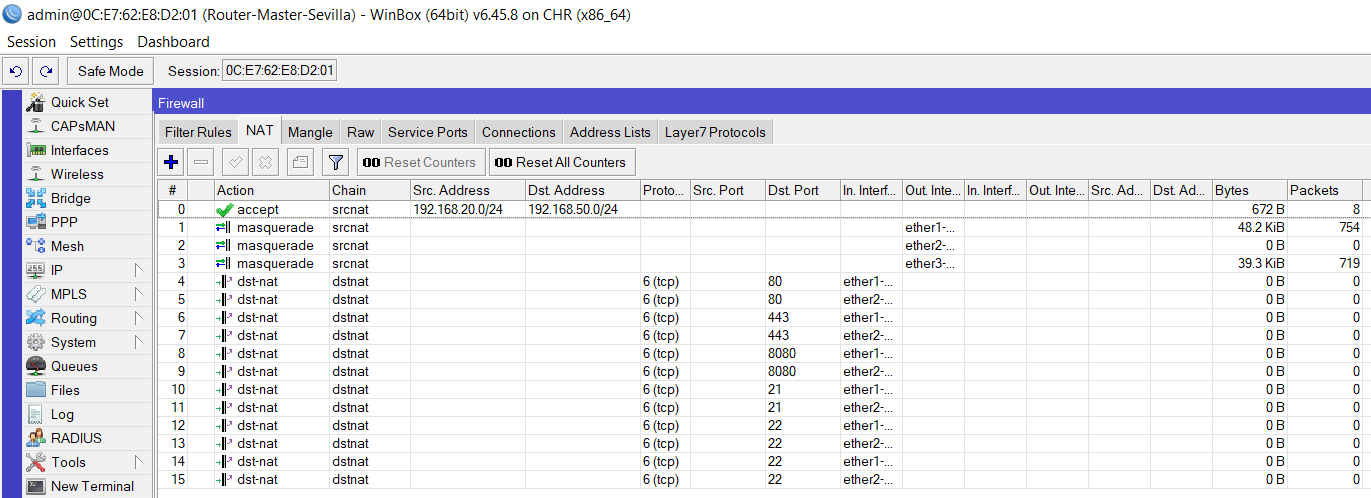 admin@0C:E7:62:E8:D2:01 (Router-Master-Sevilla) - WinBox (64bit) v6.45.8 on CHR (x86_64)
Session Settings Dashboard
Safe Mode Session: 0C:E7:62:E8:D2:01
Quick Set
CAPsMAN
Interfaces
Wireless
Bridge
PPP
Mesh
IP
MPLS
Routing
System
Queues
Files
Log
RADIUS
Tools
New Terminal
Firewall
Filter Rules NAT Mangle Raw Service Ports Connections Address Lists Layer7 Protocols
00 Reset Counters 00 Reset All Counters
# Action Chain Src. Address Dst. Address Proto... Src. Port Dst. Port In. Interf... Out. Inte... In. Interf... Out. Inte... Src. Ad... Dst. Ad... Bytes Packets
0 accept srcnat 192.168.20.0/24 192.168.50.0/24 672 B 8
1 masquerade srcnat ether1-... 48.2 KiB 754
2 masquerade srcnat ether2-... 0 B 0
3 masquerade srcnat ether3-... 39.3 KiB 719
4 dst-nat dstnat 6 (tcp) 80 ether1-... 0 B 0
5 dst-nat dstnat 6 (tcp) 80 ether2-... 0 B 0
6 dst-nat dstnat 6 (tcp) 443 ether1-... 0 B 0
7 dst-nat dstnat 6 (tcp) 443 ether2-... 0 B 0
8 dst-nat dstnat 6 (tcp) 8080 ether1-... 0 B 0
9 dst-nat dstnat 6 (tcp) 8080 ether2-... 0 B 0
10 dst-nat dstnat 6 (tcp) 21 ether1-... 0 B 0
11 dst-nat dstnat 6 (tcp) 21 ether2-... 0 B 0
12 dst-nat dstnat 6 (tcp) 22 ether1-... 0 B 0
13 dst-nat dstnat 6 (tcp) 22 ether2-... 0 B 0
14 dst-nat dstnat 6 (tcp) 22 ether1-... 0 B 0
15 dst-nat dstnat 6 (tcp) 22 ether2-... 0 B 0